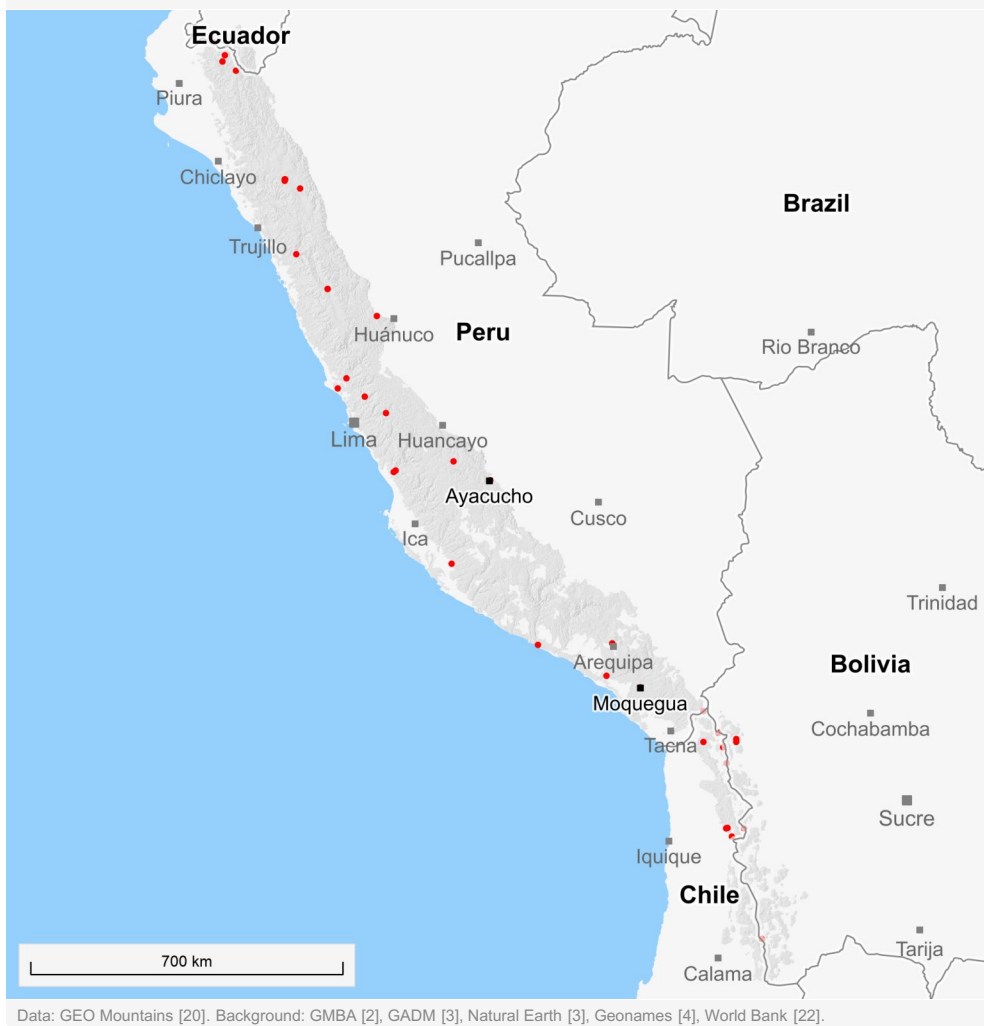 Ecuador
Piura
Chiclayo
Brazil
Trujillo
Pucallpa
Huánuco
Peru
Rio Branco
Lima
Huancayo
Ayacucho
Cusco
Ica
Trinidad
Arequipa
Bolivia
Moquegua
Cochabamba
Tacna
Sucre
Iquique
Chile
Tarija
700 km
Calama
Data: GEO Mountains [20]. Background: GMBA [2], GADM [3], Natural Earth [3], Geonames [4], World Bank [22].